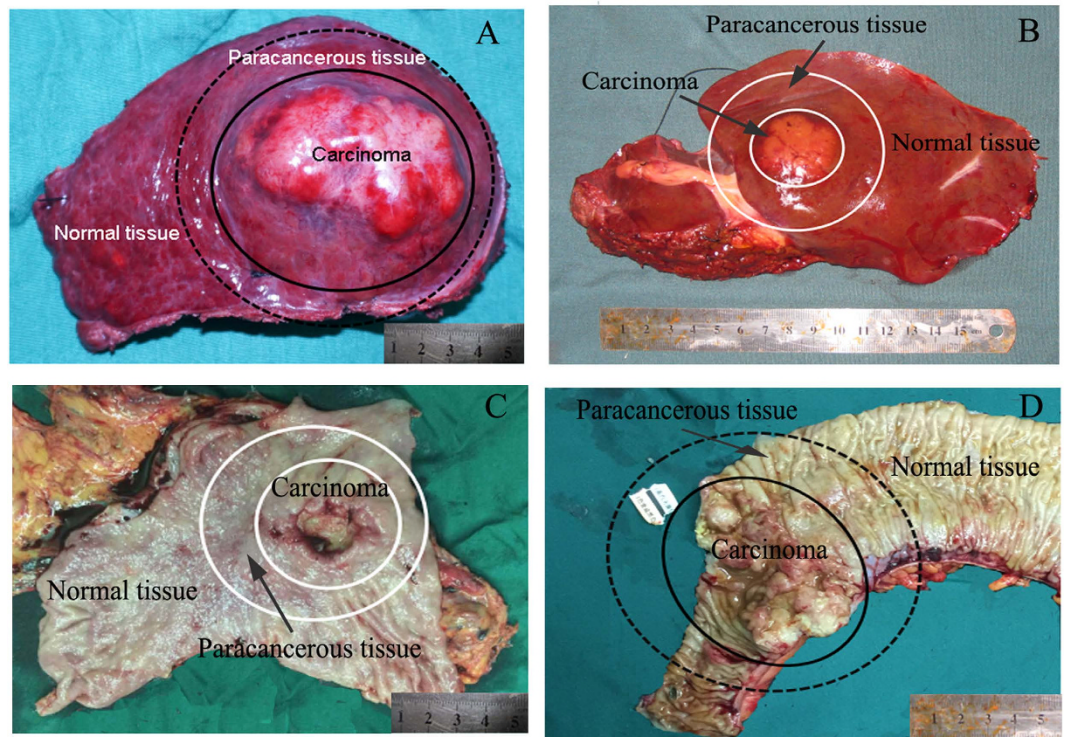 A
Paracancerous tissue
Carcinoma
Normal tissue
1 2 3 4 5
B
Paracancerous tissue
Carcinoma
Normal tissue
1 2 3 4 5 6 7 8 9 10 11 12 13 14 15
C
Carcinoma
Normal tissue
Paracancerous tissue
1 2 3 4 5
D
Paracancerous tissue
Normal tissue
Carcinoma
1 2 3 4 5